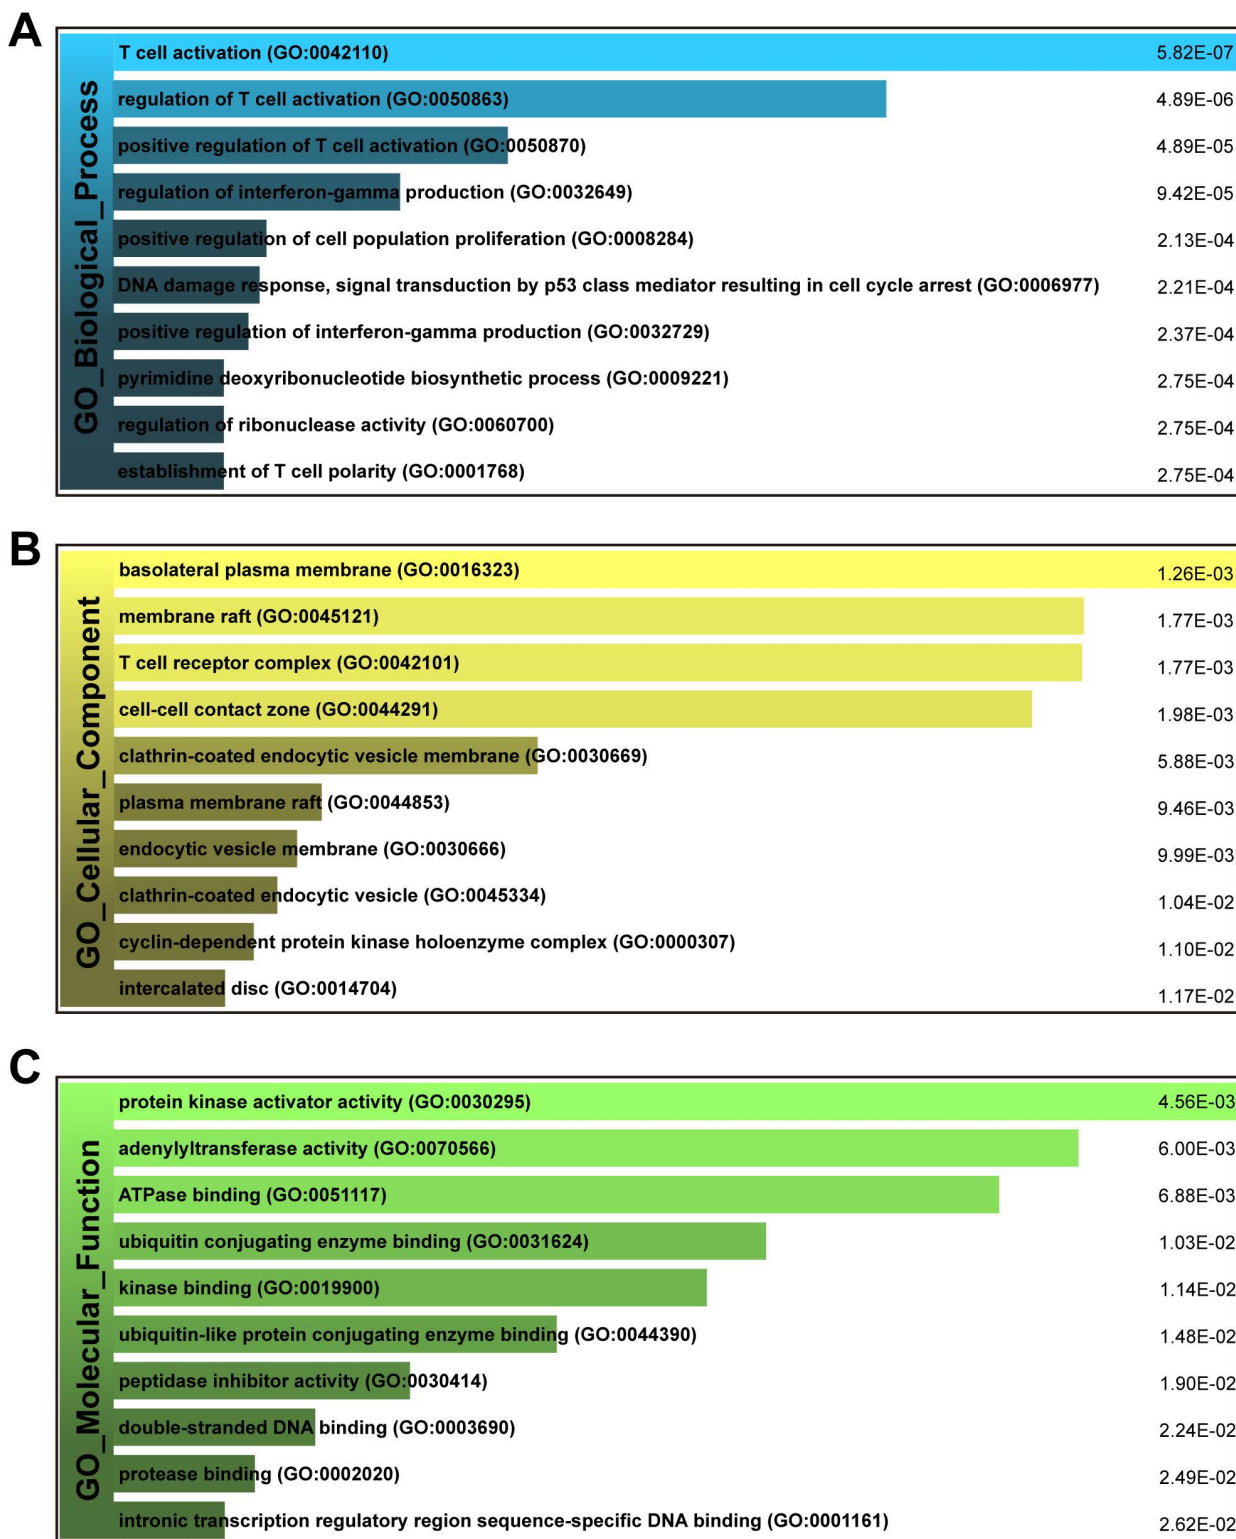 A
GO_Biological_Process
T cell activation (GO:0042110) 5.82E-07
regulation of T cell activation (GO:0050863) 4.89E-06
positive regulation of T cell activation (GO:0050870) 4.89E-05
regulation of interferon-gamma production (GO:0032649) 9.42E-05
positive regulation of cell population proliferation (GO:0008284) 2.13E-04
DNA damage response, signal transduction by p53 class mediator resulting in cell cycle arrest (GO:0006977) 2.21E-04
positive regulation of interferon-gamma production (GO:0032729) 2.37E-04
pyrimidine deoxyribonucleotide biosynthetic process (GO:0009221) 2.75E-04
regulation of ribonuclease activity (GO:0060700) 2.75E-04
establishment of T cell polarity (GO:0001768) 2.75E-04
B
GO_Cellular_Component
basolateral plasma membrane (GO:0016323) 1.26E-03
membrane raft (GO:0045121) 1.77E-03
T cell receptor complex (GO:0042101) 1.77E-03
cell-cell contact zone (GO:0044291) 1.98E-03
clathrin-coated endocytic vesicle membrane (GO:0030669) 5.88E-03
plasma membrane raft (GO:0044853) 9.46E-03
endocytic vesicle membrane (GO:0030666) 9.99E-03
clathrin-coated endocytic vesicle (GO:0045334) 1.04E-02
cyclin-dependent protein kinase holoenzyme complex (GO:0000307) 1.10E-02
intercalated disc (GO:0014704) 1.17E-02
C
GO_Molecular_Function
protein kinase activator activity (GO:0030295) 4.56E-03
adenylyltransferase activity (GO:0070566) 6.00E-03
ATPase binding (GO:0051117) 6.88E-03
ubiquitin conjugating enzyme binding (GO:0031624) 1.03E-02
kinase binding (GO:0019900) 1.14E-02
ubiquitin-like protein conjugating enzyme binding (GO:0044390) 1.48E-02
peptidase inhibitor activity (GO:0030414) 1.90E-02
double-stranded DNA binding (GO:0003690) 2.24E-02
protease binding (GO:0002020) 2.49E-02
intronic transcription regulatory region sequence-specific DNA binding (GO:0001161) 2.62E-02